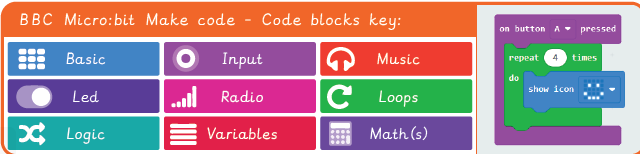 BBC Micro:bit Make code - Code blocks key:
Basic Input Music
Led Radio Loops
Logic Variables Math(s)
on button A pressed
repeat 4 times
do
show icon